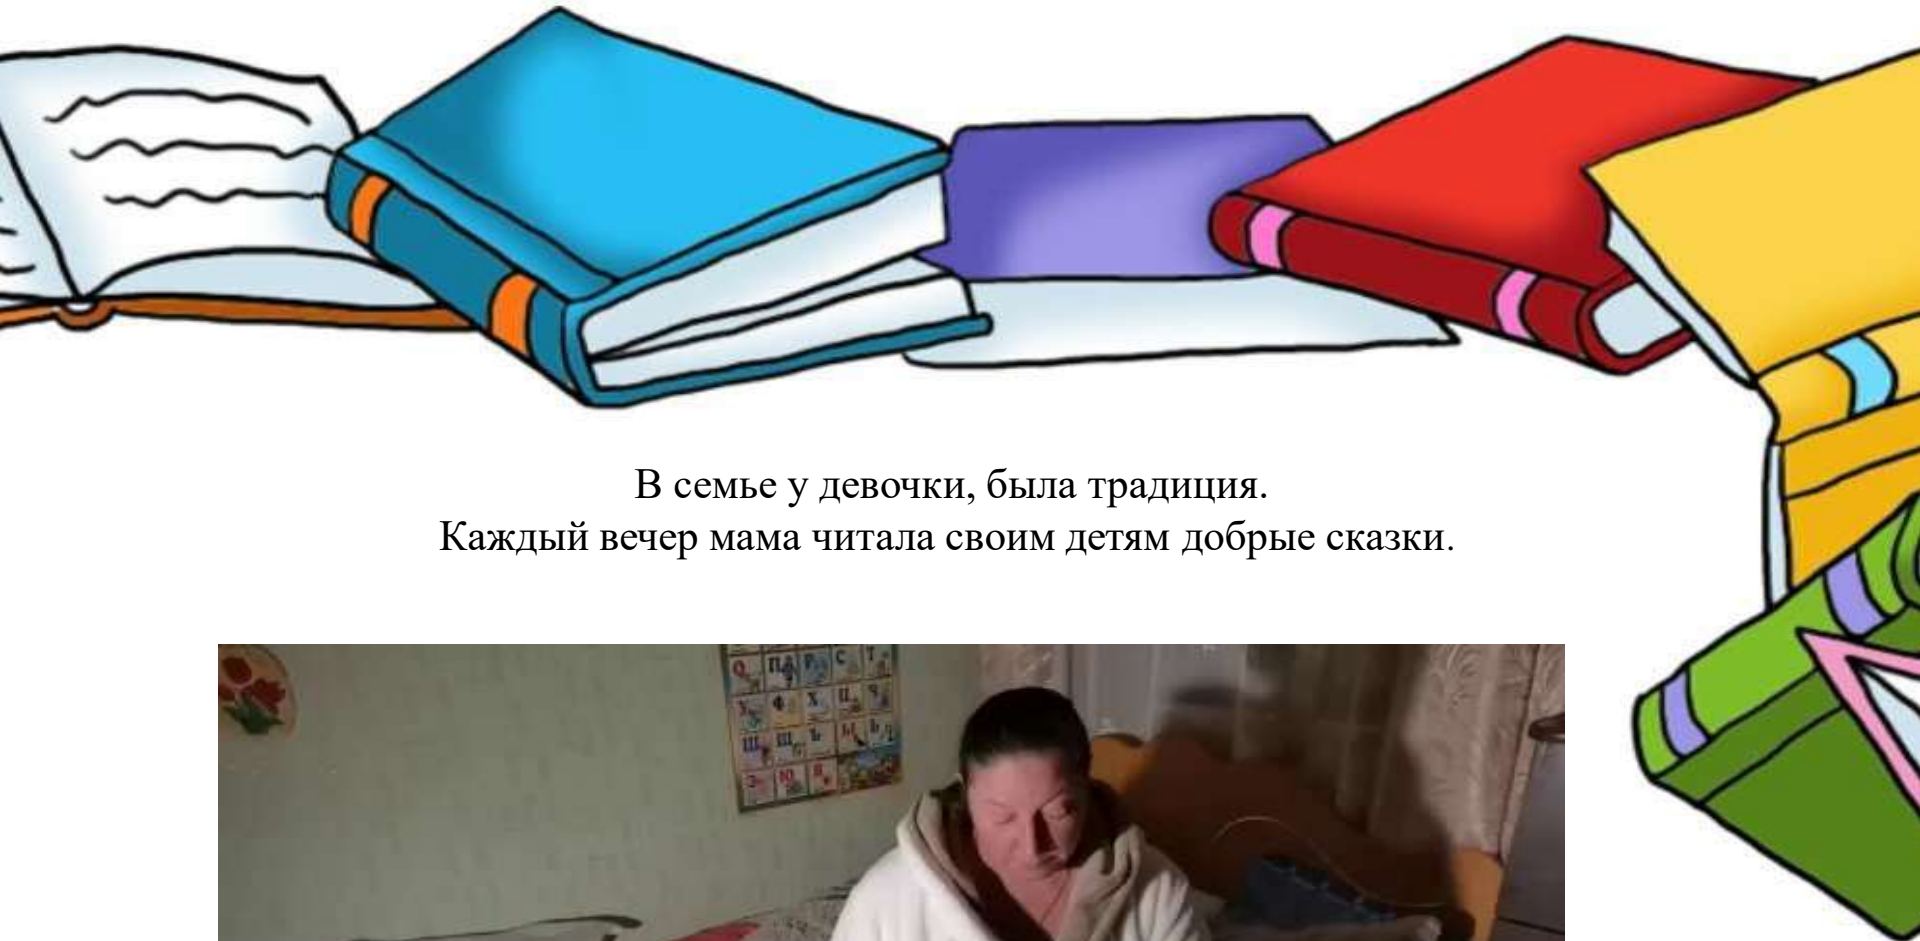 В семье у девочки, была традиция.
Каждый вечер мама читала своим детям добрые сказки.
П Р С Т
У Ф Х Ц Ч
Ш Щ Ъ Ы Ь
Э Ю Я